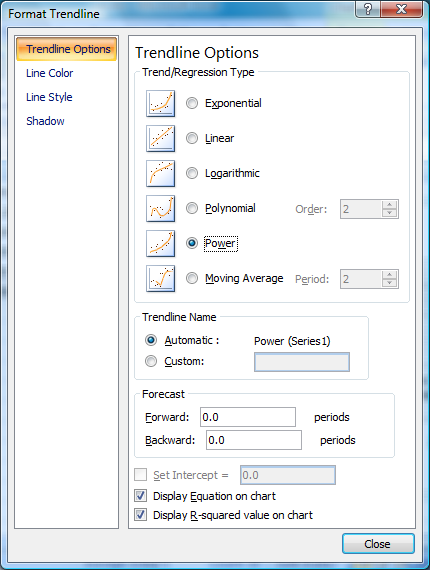 Format Trendline
Trendline Options
Line Color
Line Style
Shadow
Trendline Options
Trend/Regression Type
Exponential
Linear
Logarithmic
Polynomial Order: 2
Power
Moving Average Period: 2
Trendline Name
Automatic : Power (Series1)
Custom:
Forecast
Forward: 0.0 periods
Backward: 0.0 periods
Set Intercept = 0.0
Display Equation on chart
Display R-squared value on chart
Close